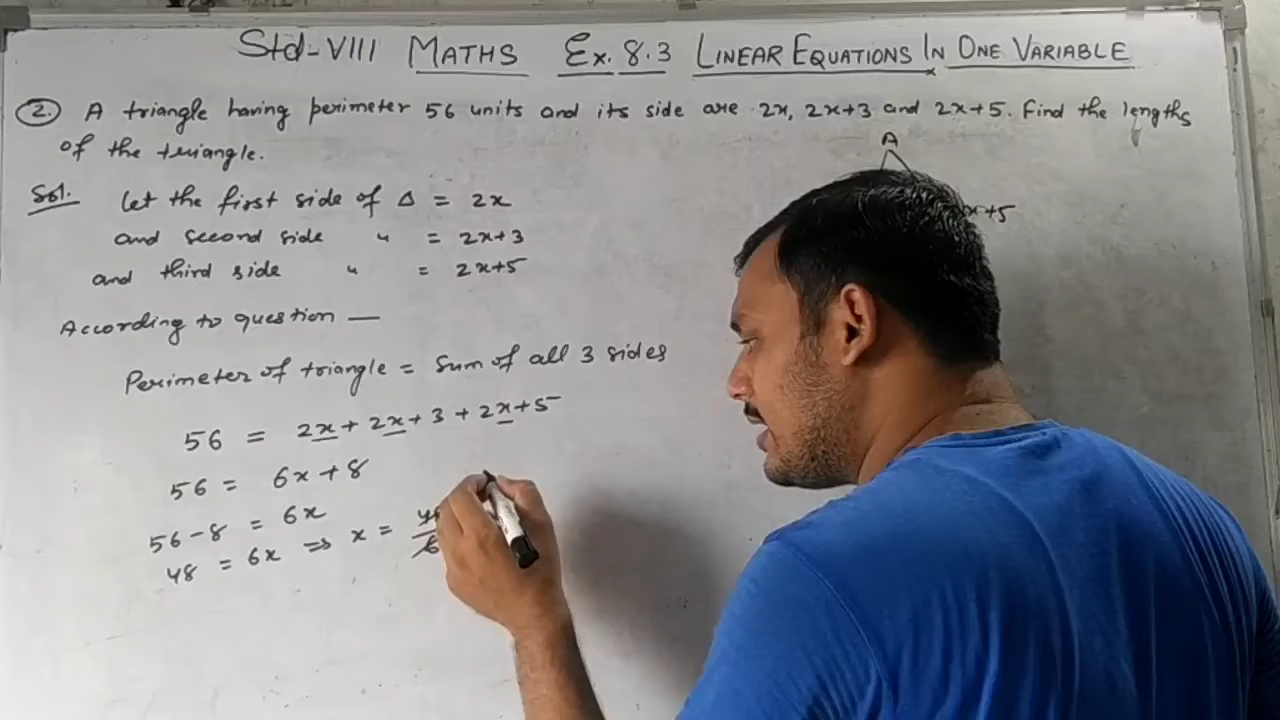 Std-VIII MATHS Ex. 8.3 LINEAR EQUATIONS IN ONE VARIABLE
2. A triangle having perimeter 56 units and its side are 2x, 2x+3 and 2x+5. Find the lengths
of the triangle.
A
x+5
Sol. Let the first side of Δ = 2x
and second side " = 2x+3
and third side " = 2x+5
According to question —
Perimeter of triangle = Sum of all 3 sides
56 = 2x + 2x + 3 + 2x + 5
56 = 6x + 8
56 - 8 = 6x
48 = 6x ⇒ x =
6